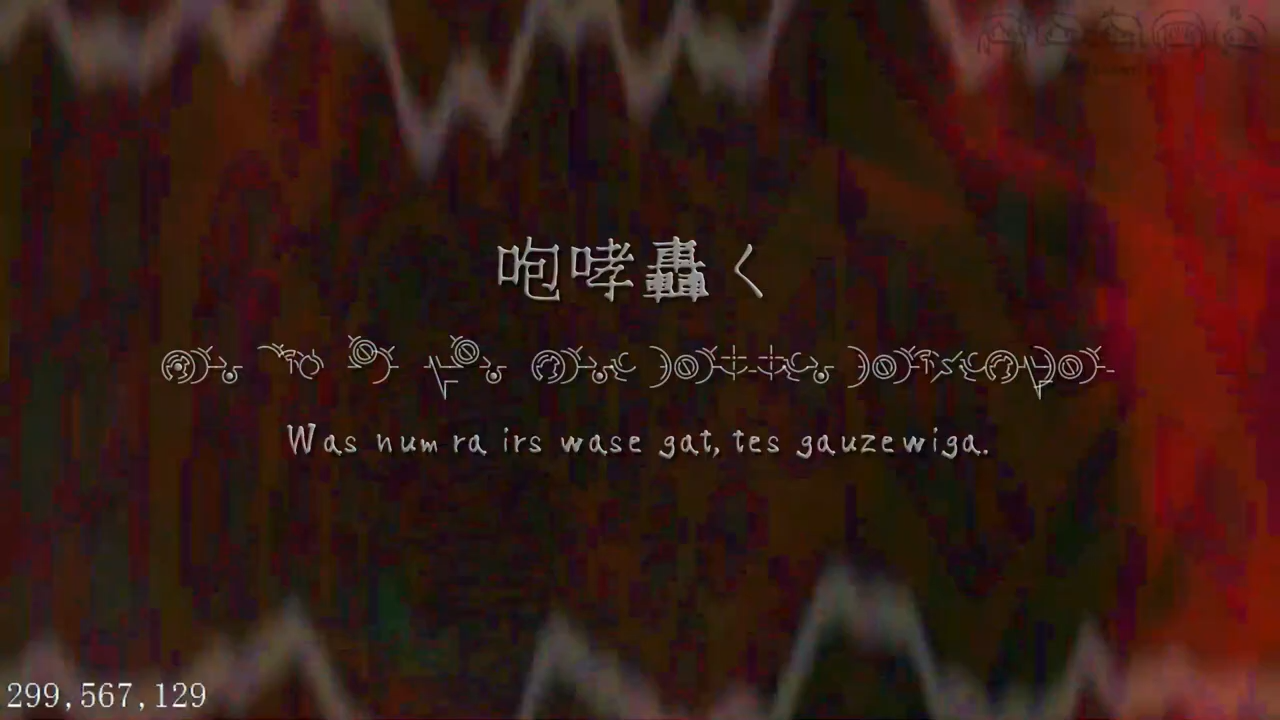 咆哮轟く
Was num ra irs wase gat, tes gauzewiga.
299,567,129